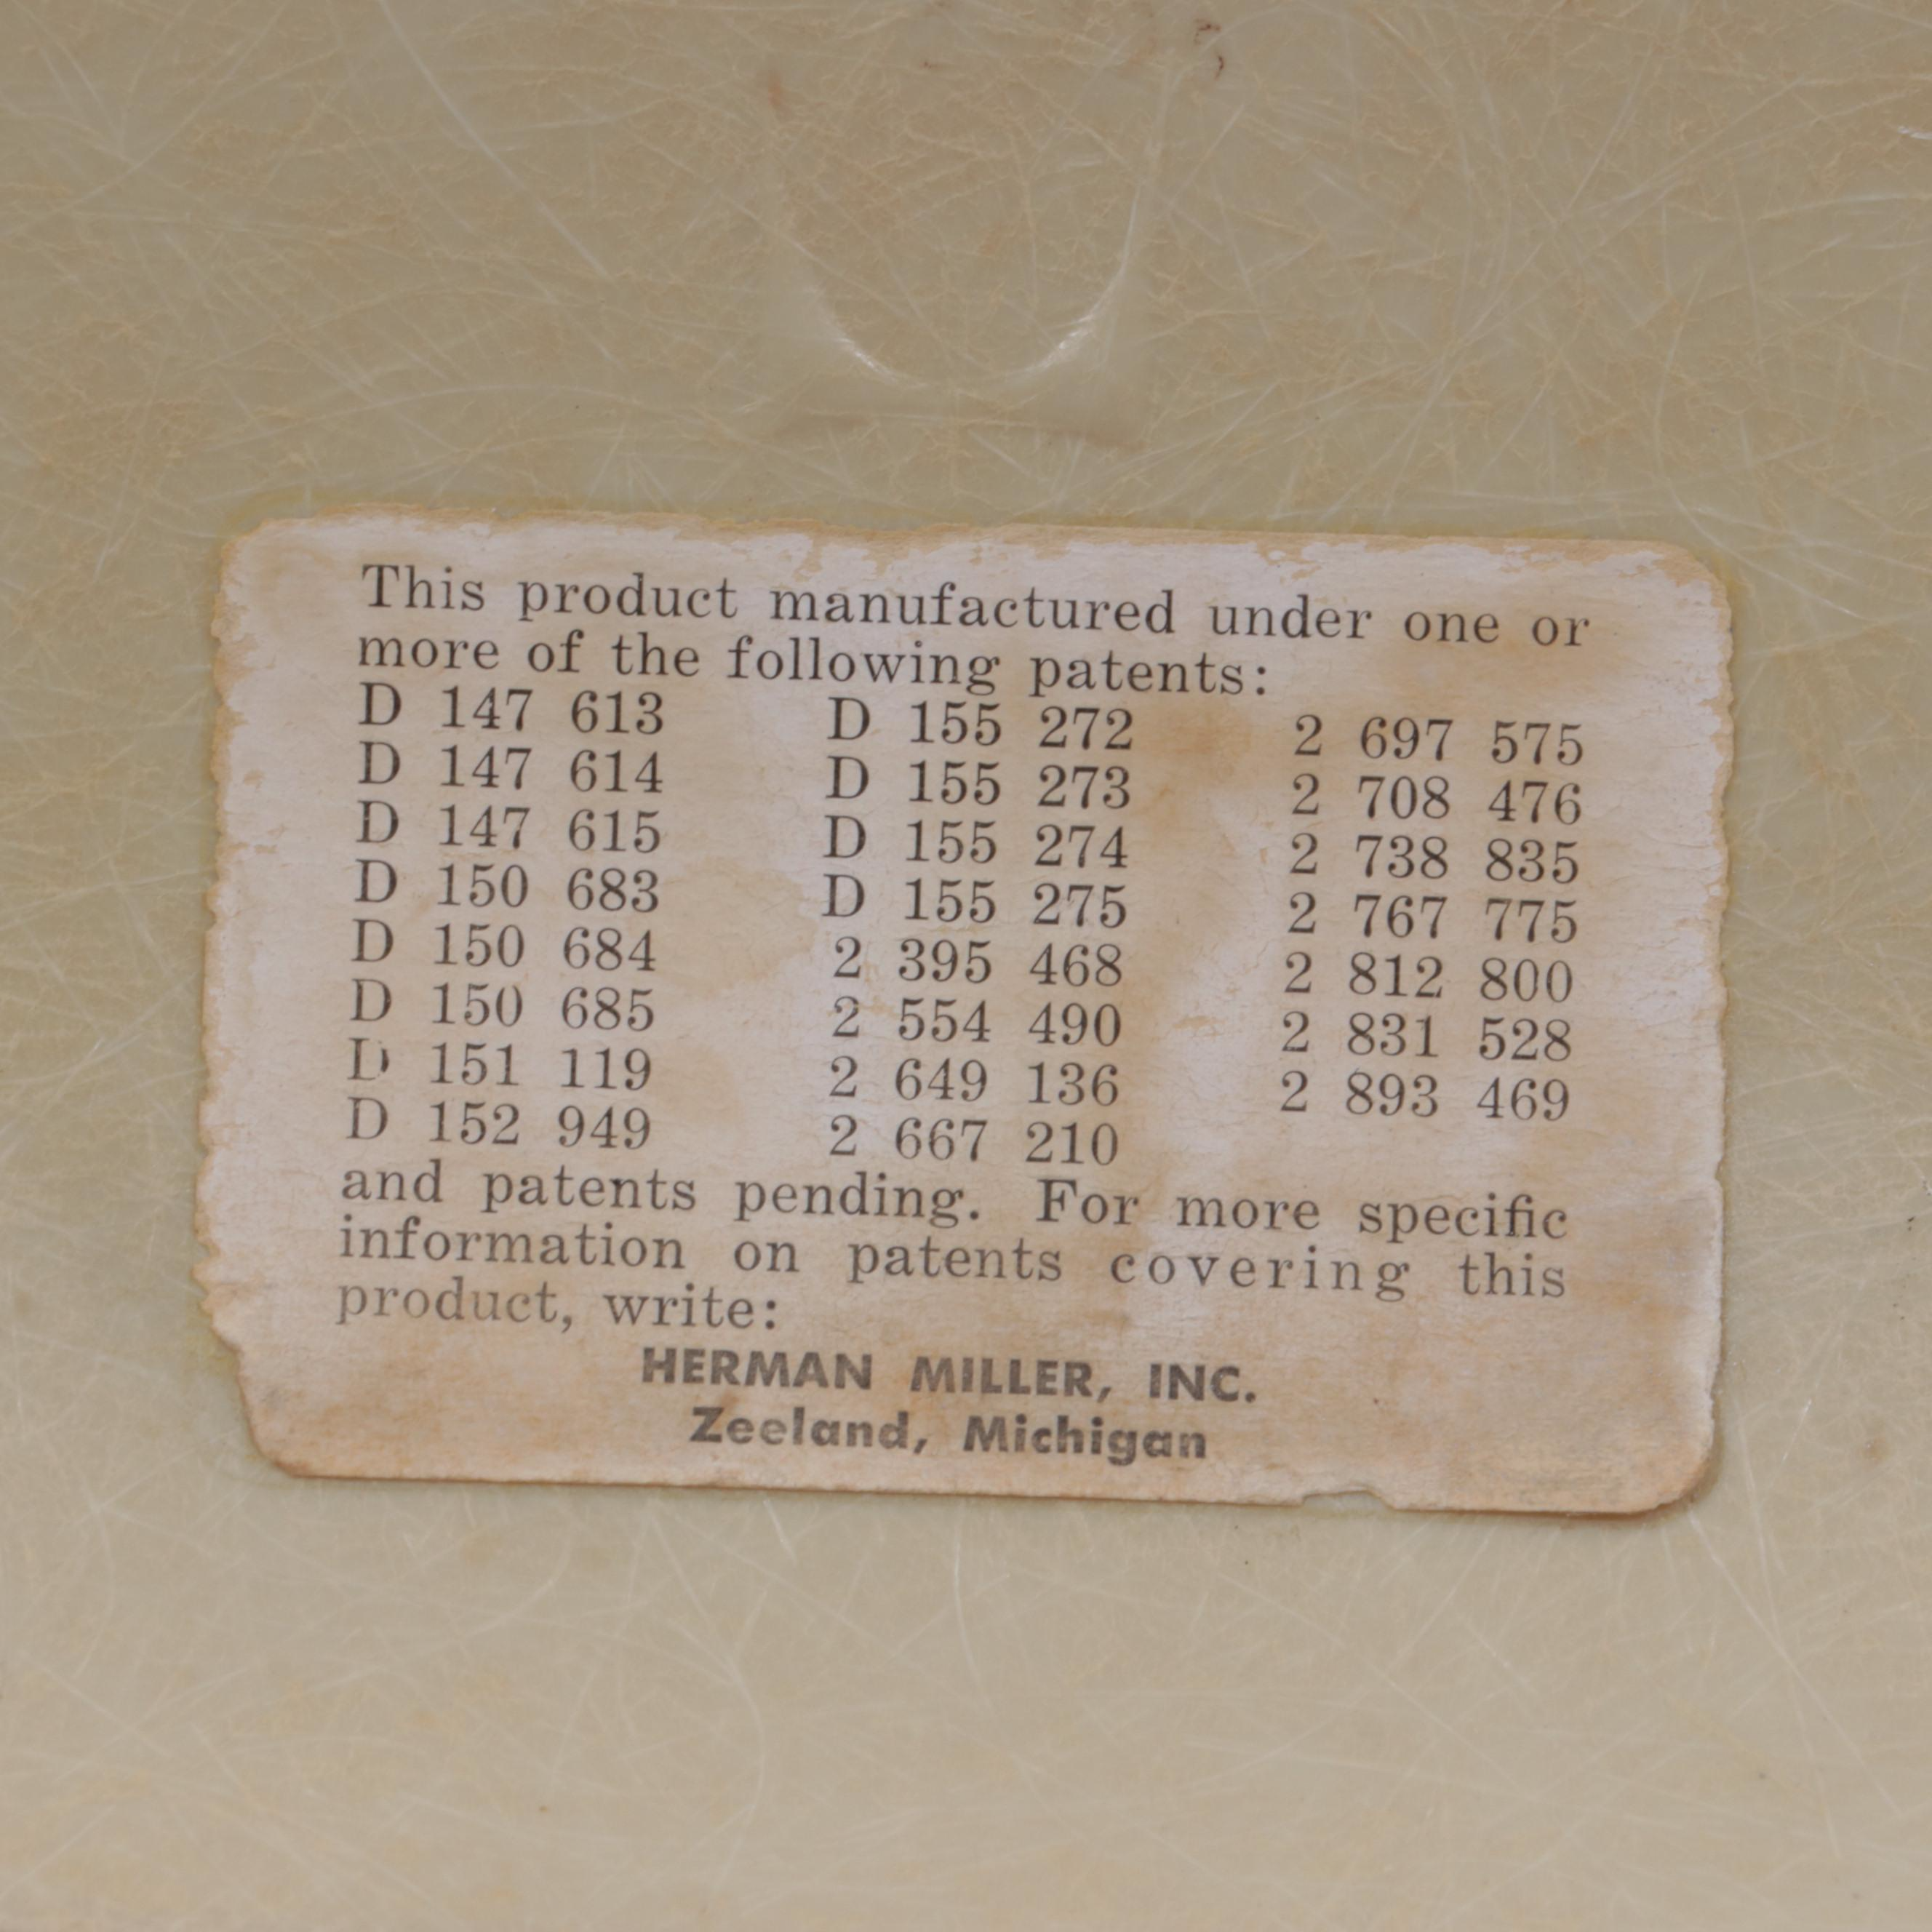 This product manufactured under one or
more of the following patents:
D 147 613 D 155 272 2 697 575
D 147 614 D 155 273 2 708 476
D 147 615 D 155 274 2 738 835
D 150 683 D 155 275 2 767 775
D 150 684 2 395 468 2 812 800
D 150 685 2 554 490 2 831 528
D 151 119 2 649 136 2 893 469
D 152 949 2 667 210
and patents pending. For more specific
information on patents covering this
product, write:
HERMAN MILLER, INC.
Zeeland, Michigan